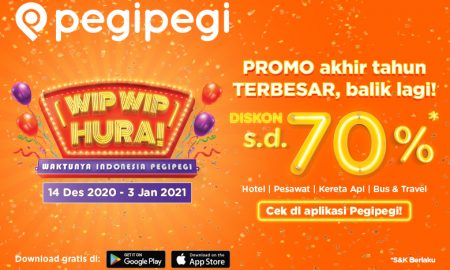 pegipegi
WIP WIP
HURA!
WAKTUNYA INDONESIA PEGIPEGI
14 Des 2020 - 3 Jan 2021
PROMO akhir tahun
TERBESAR, balik lagi!
DISKON
s.d. 70%*
Hotel | Pesawat | Kereta Api | Bus & Travel
Cek di aplikasi Pegipegi!
Download gratis di:
GET IT ON
Google Play
Download on the
App Store
*S&K Berlaku